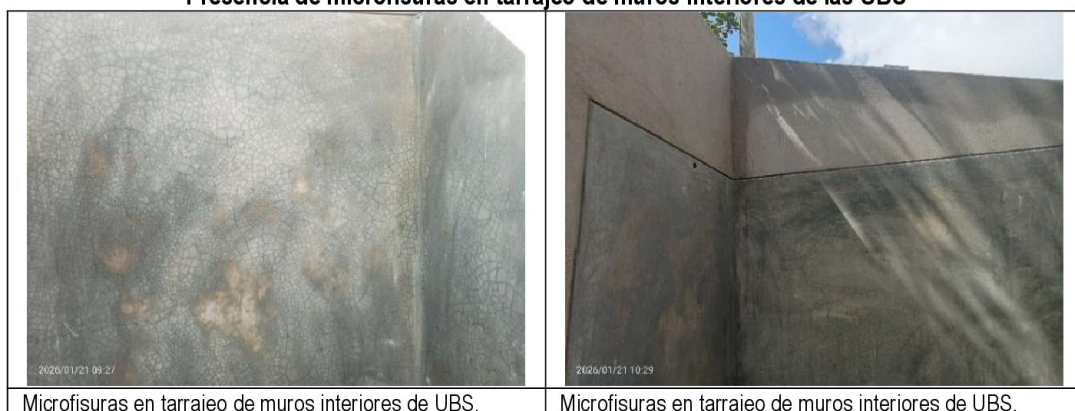 Presencia de microfisuras en tarrajeo de muros interiores de las UBS
2026/01/21 09:27
2026/01/21 10:29
Microfisuras en tarrajeo de muros interiores de UBS.
Microfisuras en tarrajeo de muros interiores de UBS.